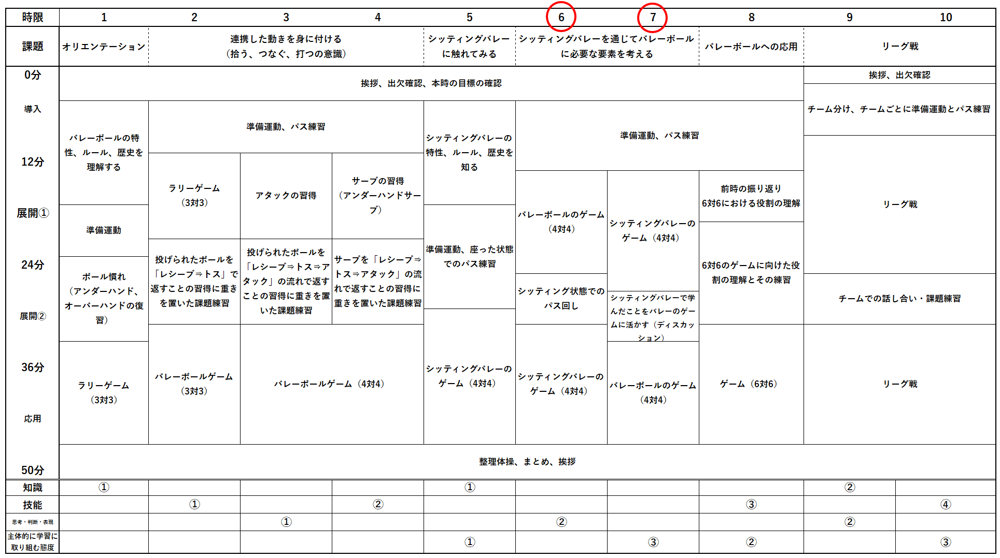 時限 1 2 3 4 5 6 7 8 9 10
課題
オリエンテーション
連携した動きを身に付ける
（拾う、つなぐ、打つの意識）
シッティングバレー
に触れてみる
シッティングバレーを通じてバレーボール
に必要な要素を考える
バレーボールへの応用
リーグ戦
0分
導入
12分
展開①
24分
展開②
36分
応用
50分
挨拶、出欠確認、本時の目標の確認
挨拶、出欠確認
バレーボールの特
性、ルール、歴史を
理解する
準備運動
ボール慣れ
（アンダーハンド、
オーバーハンドの復
習）
ラリーゲーム
（3対3）
準備運動、パス練習
ラリーゲーム
（3対3）
投げられたボールを
「レシーブ⇒トス」で
返すことの習得に重き
を置いた課題練習
バレーボールゲーム
（3対3）
アタックの習得
投げられたボールを
「レシーブ⇒トス⇒ア
タック」の流れで返す
ことの習得に重きを置
いた課題練習
サーブの習得
（アンダーハンドサー
ブ）
サーブを「レシーブ⇒
トス⇒アタック」の流
れで返すことの習得に
重きを置いた課題練習
バレーボールゲーム（4対4）
シッティングバレーの
特性、ルール、歴史を
知る
準備運動、座った状態
でのパス練習
シッティングバレーの
ゲーム（4対4）
準備運動、パス練習
バレーボールのゲーム
（4対4）
シッティング状態での
パス回し
シッティングバレーの
ゲーム（4対4）
シッティングバレーの
ゲーム（4対4）
シッティングバレーで学
んだことをバレーのゲー
ムに活かす（ディスカッ
ション）
バレーボールのゲーム
（4対4）
前時の振り返り
6対6における役割の理解
6対6のゲームに向けた役
割の理解とその練習
ゲーム（6対6）
チーム分け、チームごとに準備運動とパス練習
リーグ戦
チームでの話し合い・課題練習
リーグ戦
整理体操、まとめ、挨拶
知識 ① ① ②
技能 ① ② ③ ④
思考・判断・表現 ① ② ②
主体的に学習に
取り組む態度
① ③ ② ③